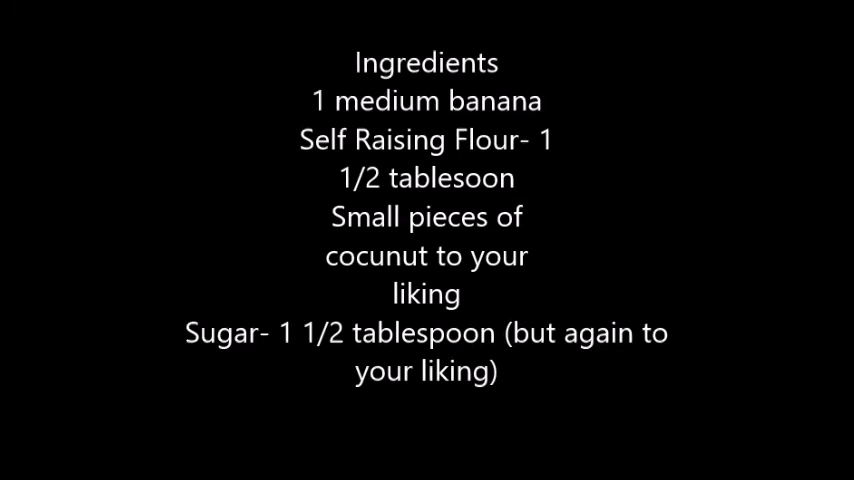 Ingredients
1 medium banana
Self Raising Flour- 1
1/2 tablesoon
Small pieces of
cocunut to your
liking
Sugar- 1 1/2 tablespoon (but again to
your liking)